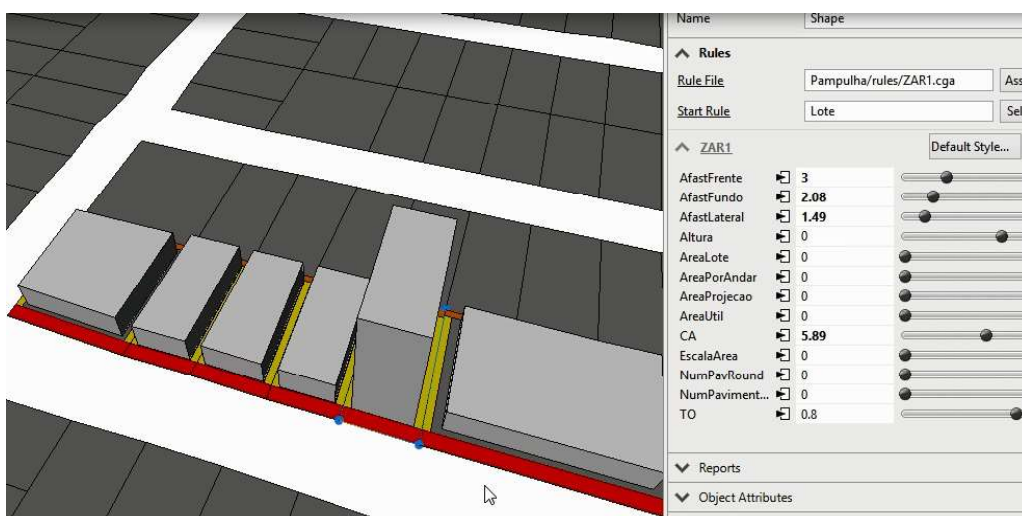 Name Shape
Rules
Rule File Pampulha/rules/ZAR1.cga Ass
Start Rule Lote Sel
ZAR1 Default Style...
AfastFrente 3
AfastFundo 2.08
AfastLateral 1.49
Altura 0
AreaLote 0
AreaPorAndar 0
AreaProjecao 0
AreaUtil 0
CA 5.89
EscalaArea 0
NumPavRound 0
NumPaviment... 0
TO 0.8
Reports
Object Attributes